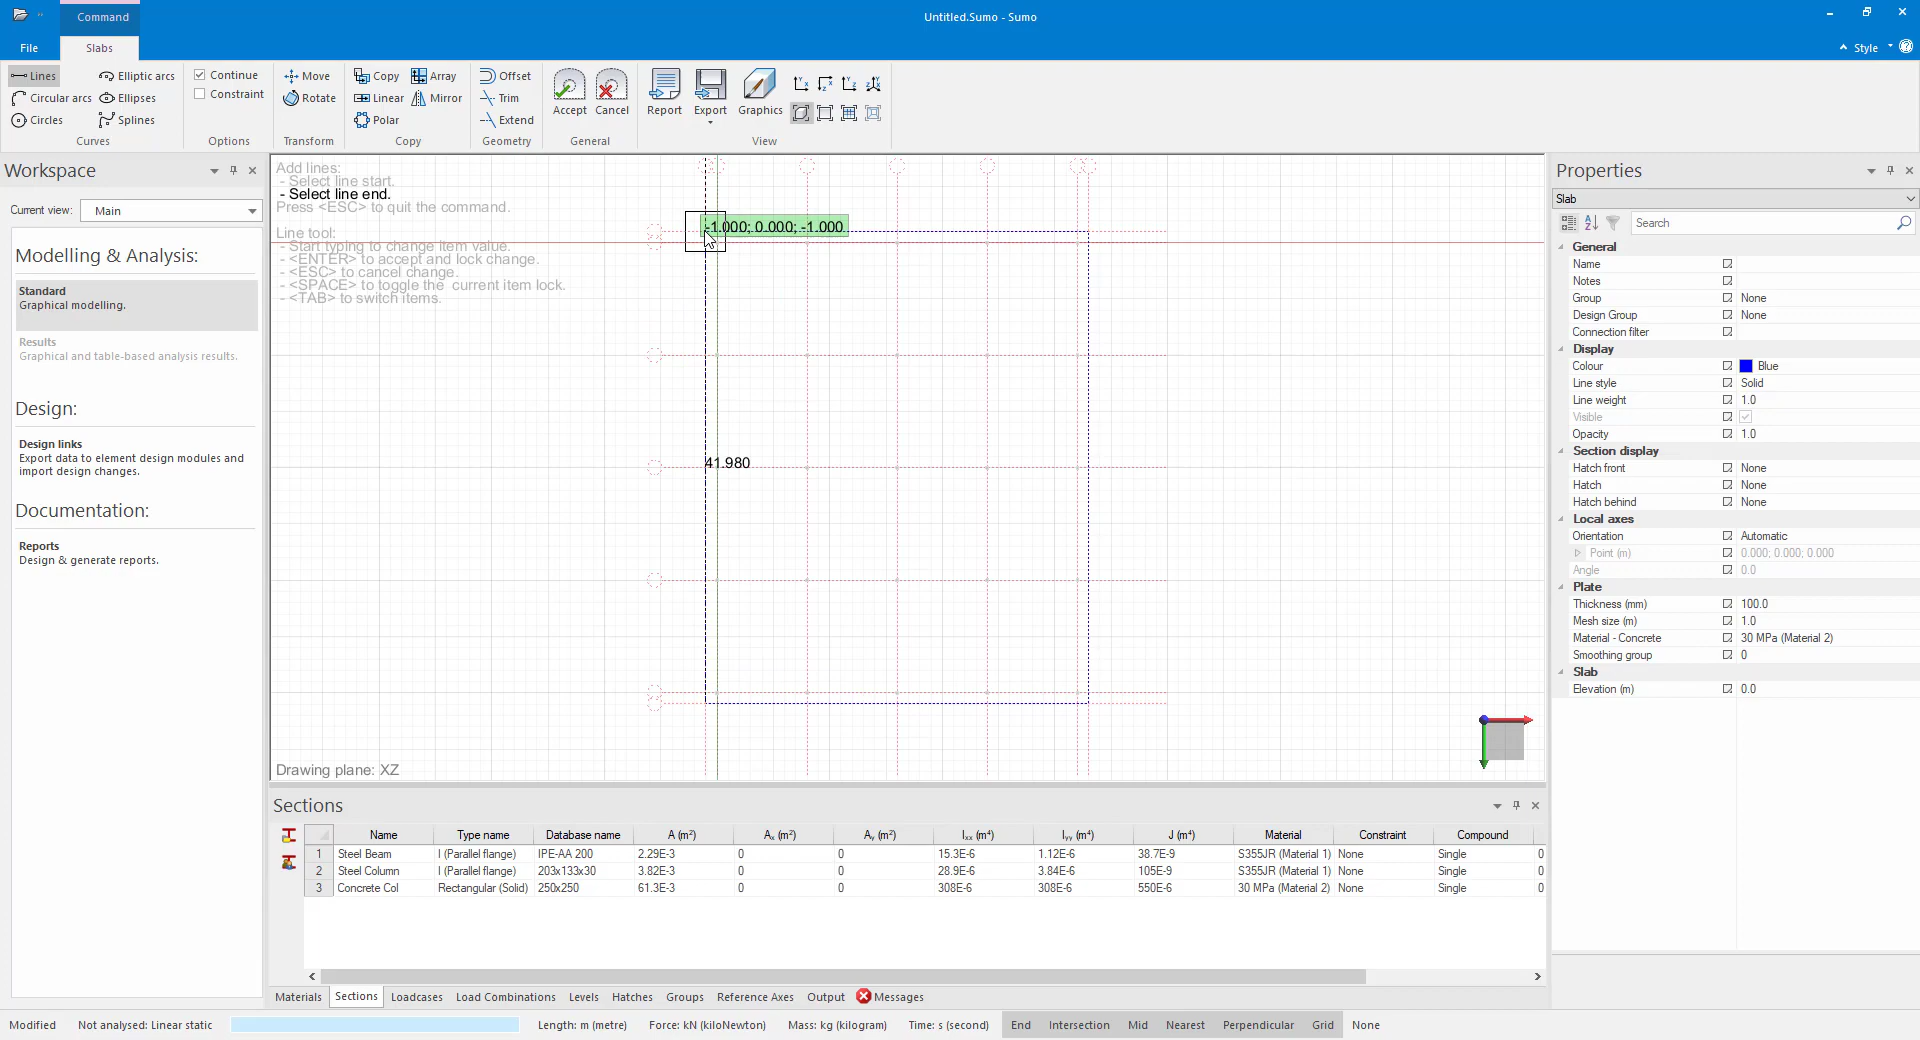 Command
Untitled.Sumo - Sumo
File
Slabs
Style
Lines
Elliptic arcs
Circular arcs
Ellipses
Circles
Splines
Curves
Continue
Constraint
Options
Move
Rotate
Transform
Copy
Array
Linear
Mirror
Polar
Copy
Offset
Trim
Extend
Geometry
Accept
Cancel
General
Report
Export
Graphics
View
Workspace
Current view:
Main
Modelling & Analysis:
Standard
Graphical modelling.
Results
Graphical and table-based analysis results.
Design:
Design links
Export data to element design modules and
import design changes.
Documentation:
Reports
Design & generate reports.
Add lines:
- Select line start.
- Select line end.
Press <ESC> to quit the command.
Line tool:
- Start typing to change item value.
- <ENTER> to accept and lock change.
- <ESC> to cancel change.
- <SPACE> to toggle the current item lock.
- <TAB> to switch items.
-1.000; 0.000; -1.000
41.980
Drawing plane: XZ
Properties
Slab
Search
General
Name
Notes
Group None
Design Group None
Connection filter
Display
Colour Blue
Line style Solid
Line weight 1.0
Visible
Opacity 1.0
Section display
Hatch front None
Hatch None
Hatch behind None
Local axes
Orientation Automatic
Point (m) 0.000; 0.000; 0.000
Angle 0.0
Plate
Thickness (mm) 100.0
Mesh size (m) 1.0
Material - Concrete 30 MPa (Material 2)
Smoothing group 0
Slab
Elevation (m) 0.0
Sections
Name Type name Database name A (m²) Aₓ (m²) Aᵧ (m²) Iₓₓ (m⁴) Iᵧᵧ (m⁴) J (m⁴) Material Constraint Compound
1 Steel Beam I (Parallel flange) IPE-AA 200 2.29E-3 0 0 15.3E-6 1.12E-6 38.7E-9 S355JR (Material 1) None Single 0
2 Steel Column I (Parallel flange) 203x133x30 3.82E-3 0 0 28.9E-6 3.84E-6 105E-9 S355JR (Material 1) None Single 0
3 Concrete Col Rectangular (Solid) 250x250 61.3E-3 0 0 308E-6 308E-6 550E-6 30 MPa (Material 2) None Single 0
Materials Sections Loadcases Load Combinations Levels Hatches Groups Reference Axes Output Messages
Modified Not analysed: Linear static Length: m (metre) Force: kN (kiloNewton) Mass: kg (kilogram) Time: s (second) End Intersection Mid Nearest Perpendicular Grid None